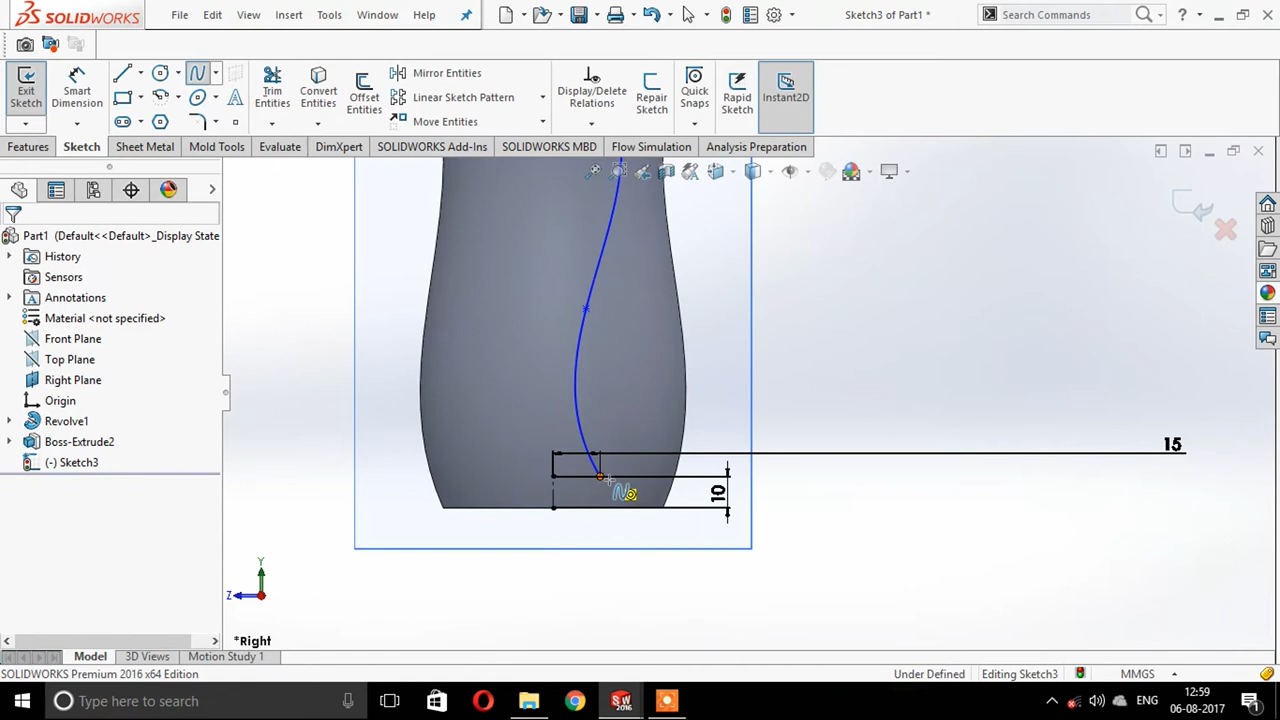 SOLIDWORKS File Edit View Insert Tools Window Help Sketch3 of Part1 * Search Commands ?
Exit Sketch Smart Dimension Trim Entities Convert Entities Offset Entities Mirror Entities Linear Sketch Pattern Move Entities Display/Delete Relations Repair Sketch Quick Snaps Rapid Sketch Instant2D
Features Sketch Sheet Metal Mold Tools Evaluate DimXpert SOLIDWORKS Add-Ins SOLIDWORKS MBD Flow Simulation Analysis Preparation
Part1 (Default<<Default>_Display State
History
Sensors
Annotations
Material <not specified>
Front Plane
Top Plane
Right Plane
Origin
Revolve1
Boss-Extrude2
(-) Sketch3
15
10
Y
Z
*Right
Model 3D Views Motion Study 1
SOLIDWORKS Premium 2016 x64 Edition Under Defined Editing Sketch3 MMGS
Type here to search SW 2016 ENG 12:59
06-08-2017 1